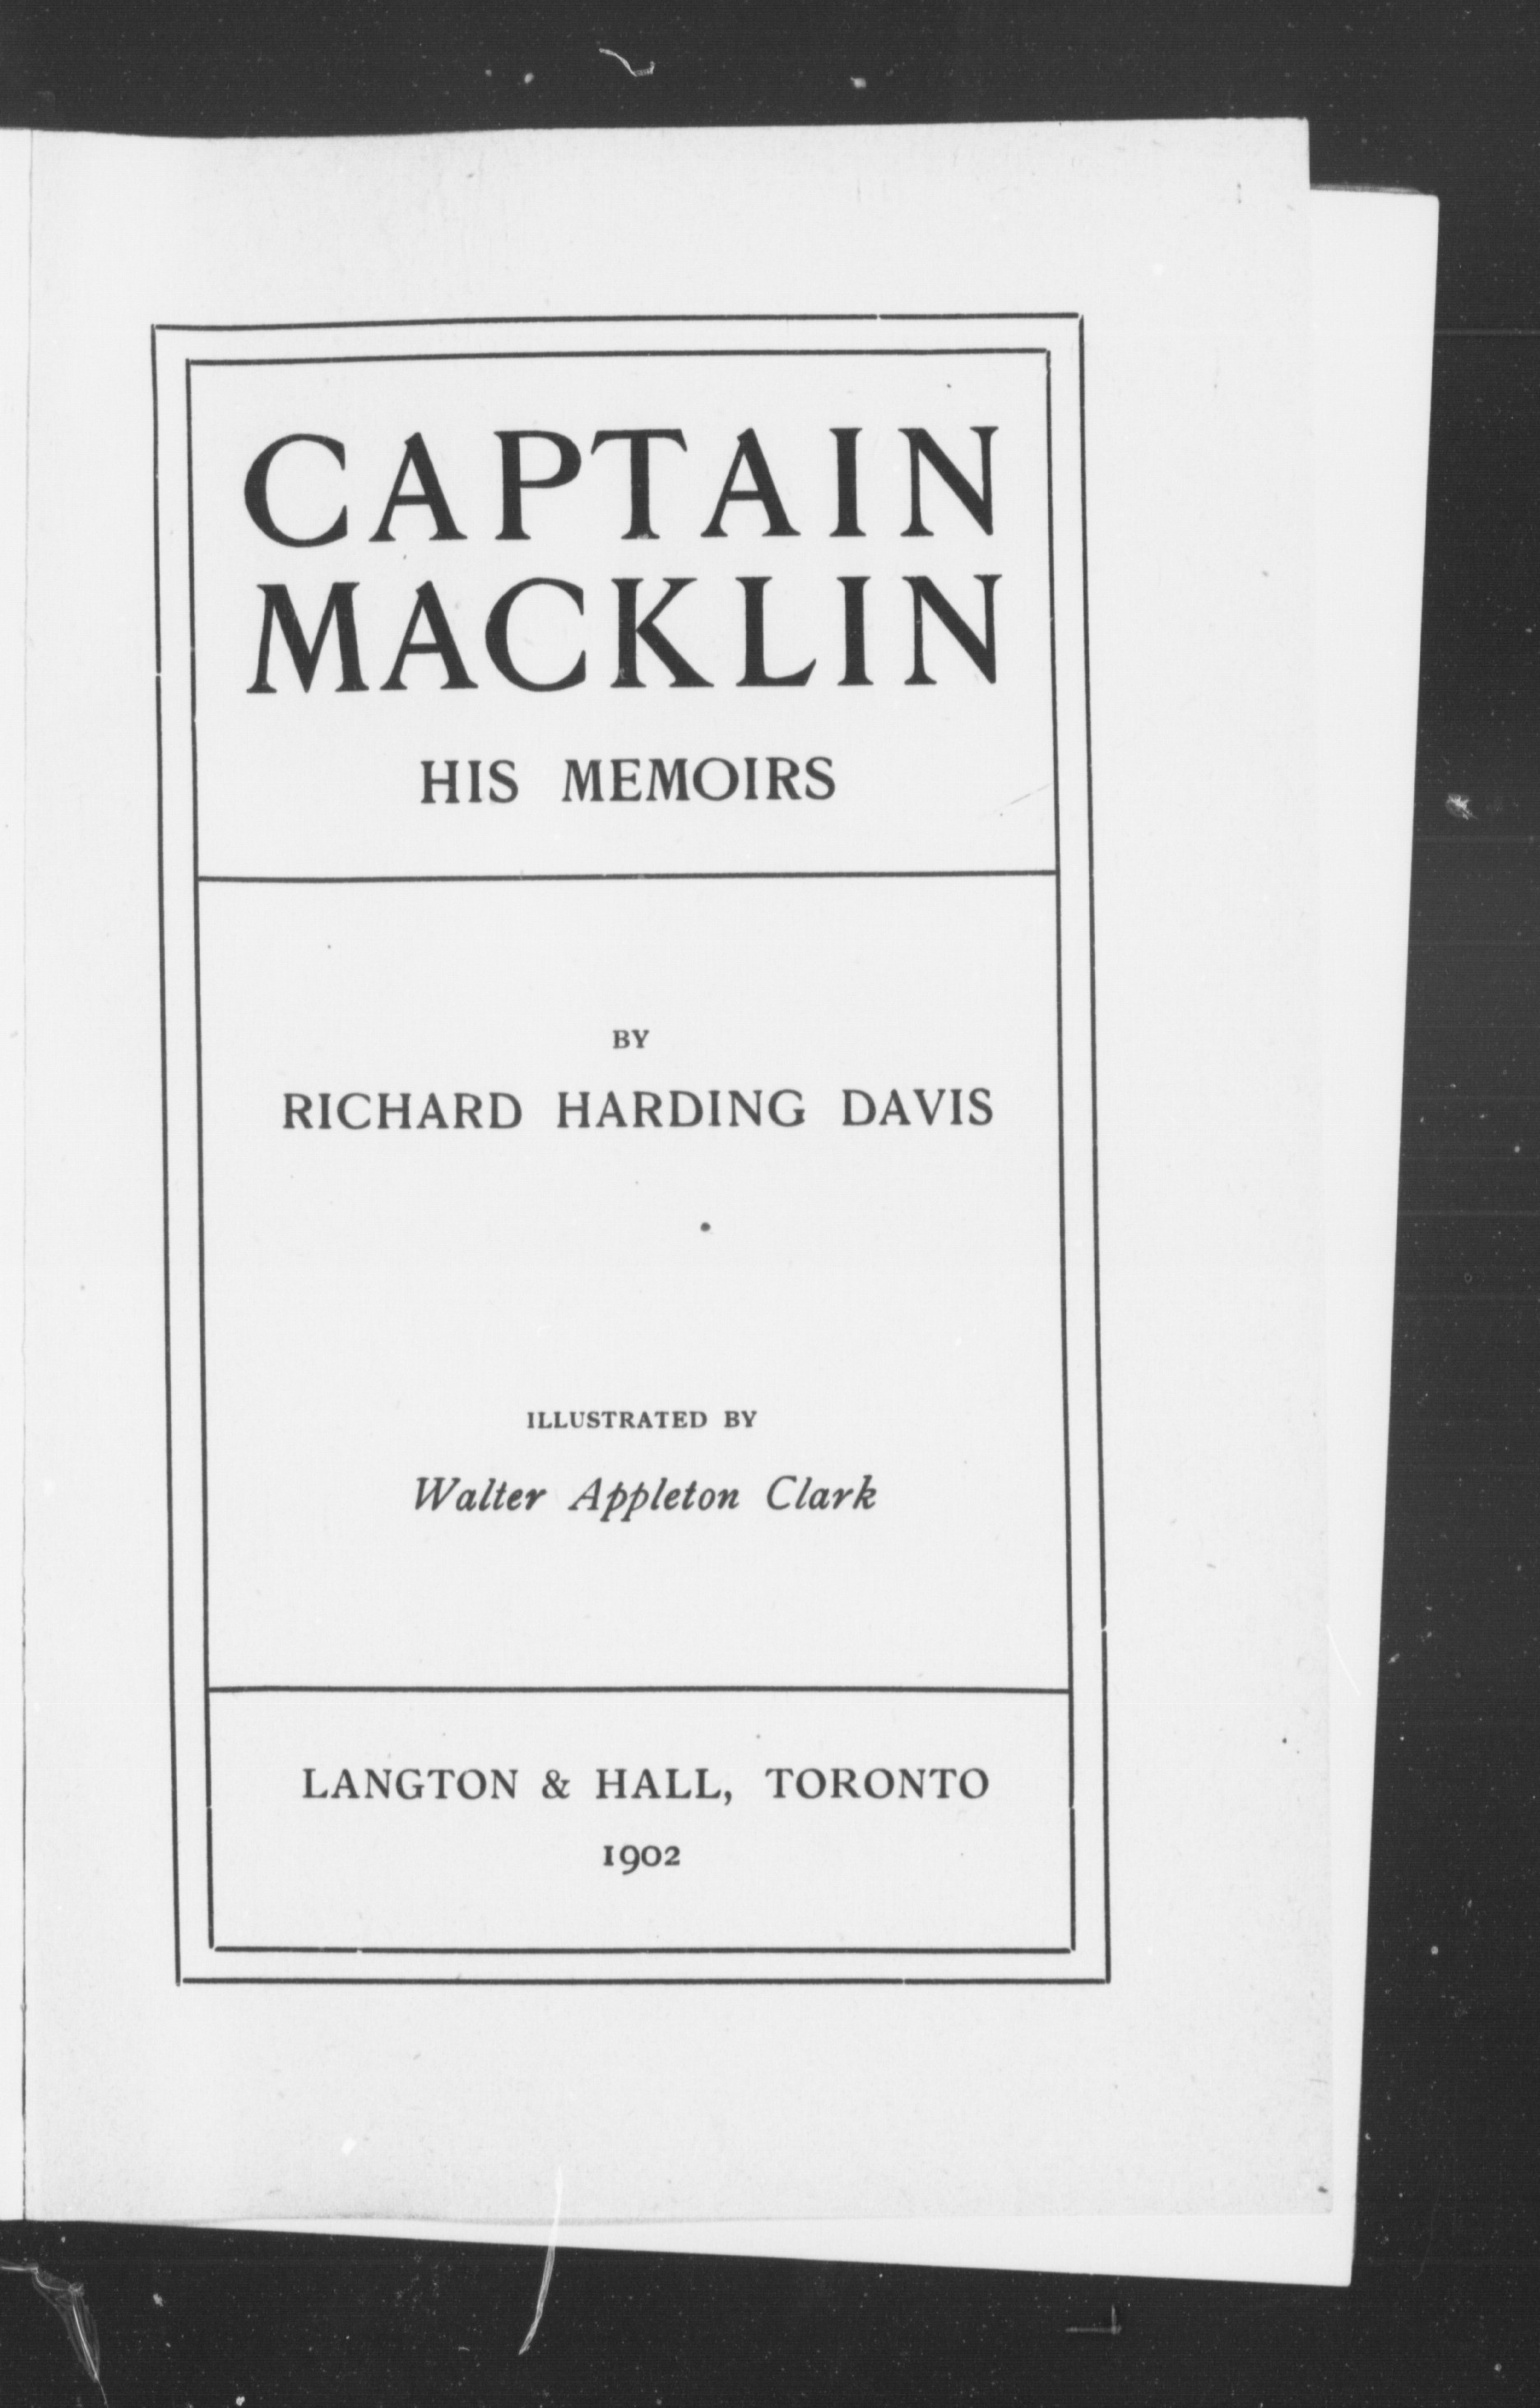 CAPTAIN
MACKLIN
HIS MEMOIRS
BY
RICHARD HARDING DAVIS
ILLUSTRATED BY
Walter Appleton Clark
LANGTON & HALL, TORONTO
1902